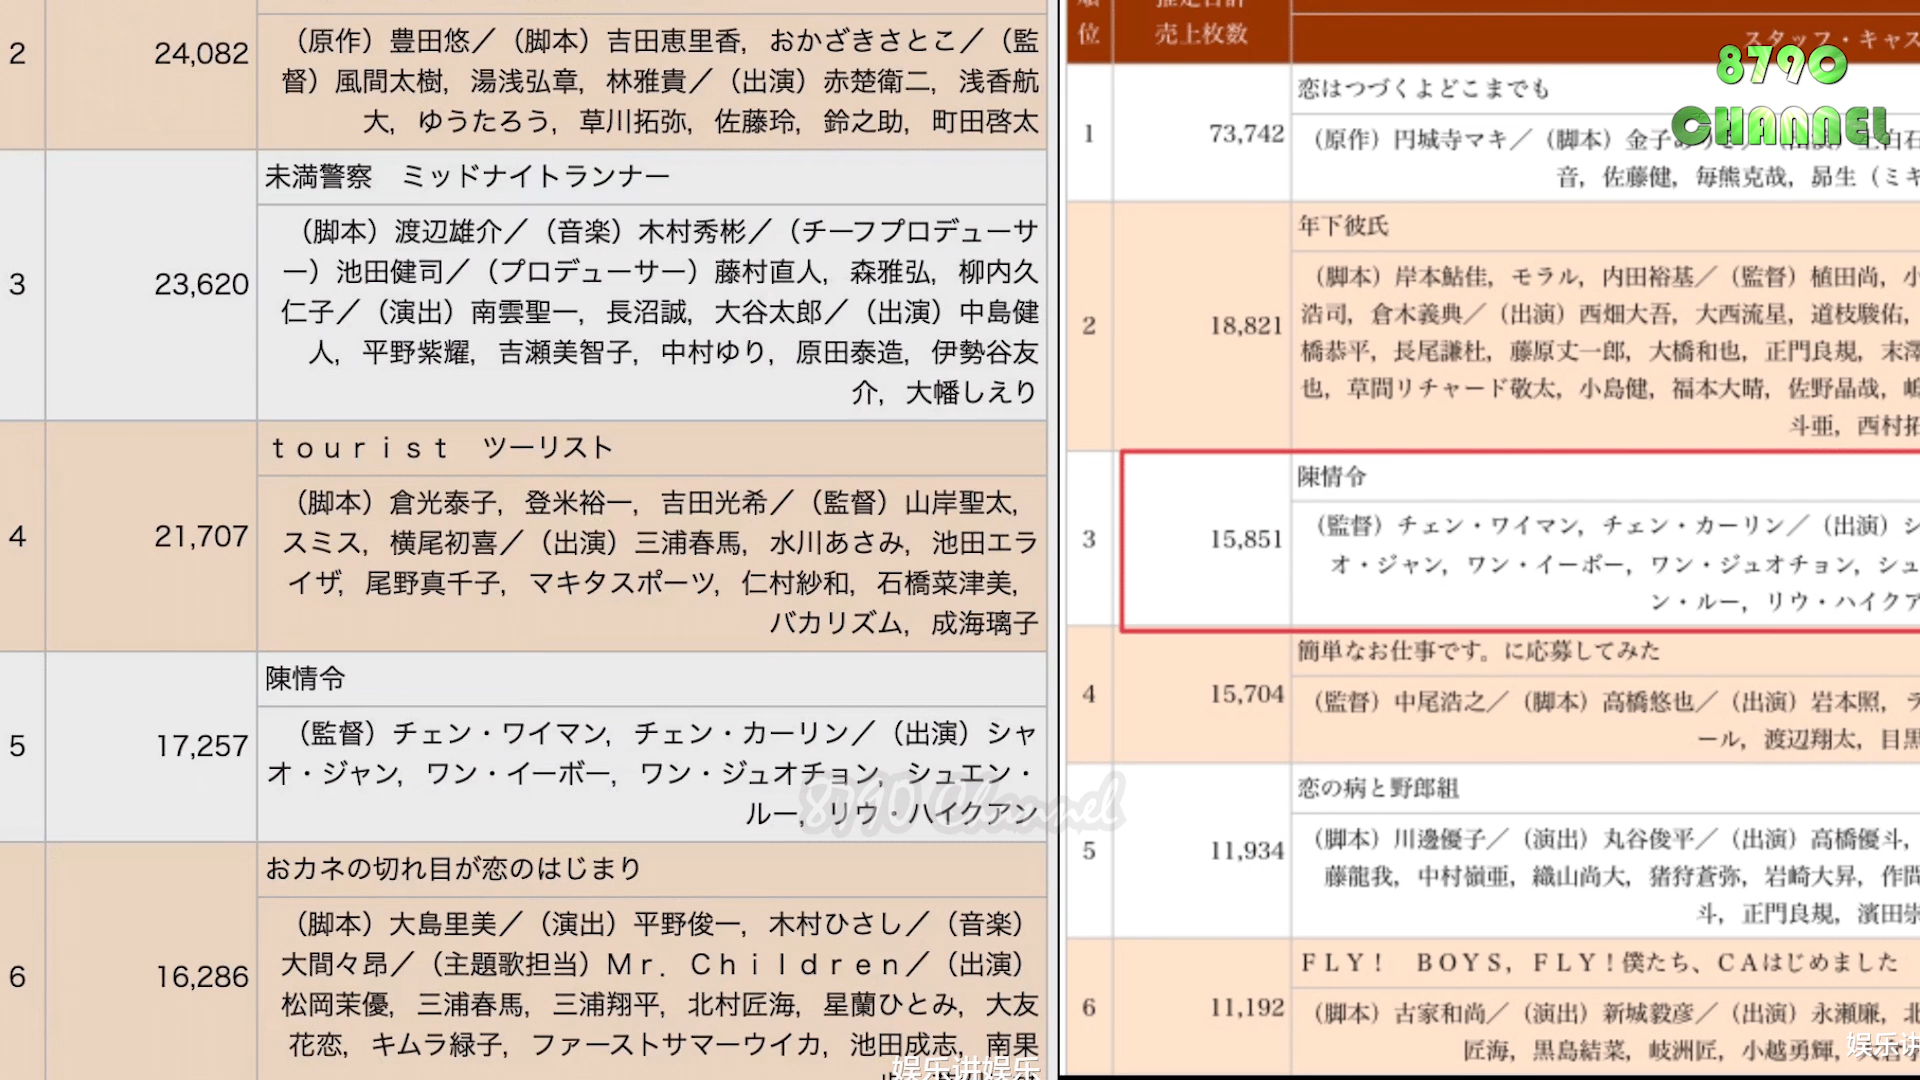 2
24,082
（原作）豊田悠／（脚本）吉田恵里香，おかざきさとこ／（監
督）風間太樹，湯浅弘章，林雅貴／（出演）赤楚衛二，浅香航
大，ゆうたろう，草川拓弥，佐藤玲，鈴之助，町田啓太
3
23,620
未満警察　ミッドナイトランナー
（脚本）渡辺雄介／（音楽）木村秀彬／（チーフプロデューサ
ー）池田健司／（プロデューサー）藤村直人，森雅弘，柳内久
仁子／（演出）南雲聖一，長沼誠，大谷太郎／（出演）中島健
人，平野紫耀，吉瀬美智子，中村ゆり，原田泰造，伊勢谷友
介，大幡しえり
4
21,707
ｔｏｕｒｉｓｔ　ツーリスト
（脚本）倉光泰子，登米裕一，吉田光希／（監督）山岸聖太，
スミス，横尾初喜／（出演）三浦春馬，水川あさみ，池田エラ
イザ，尾野真千子，マキタスポーツ，仁村紗和，石橋菜津美，
バカリズム，成海璃子
5
17,257
陳情令
（監督）チェン・ワイマン，チェン・カーリン／（出演）シャ
オ・ジャン，ワン・イーボー，ワン・ジュオチョン，シュエン・
ルー，リウ・ハイクアン
6
16,286
おカネの切れ目が恋のはじまり
（脚本）大島里美／（演出）平野俊一，木村ひさし／（音楽）
大間々昂／（主題歌担当）Ｍｒ．Ｃｈｉｌｄｒｅｎ／（出演）
松岡茉優，三浦春馬，三浦翔平，北村匠海，星蘭ひとみ，大友
花恋，キムラ緑子，ファーストサマーウイカ，池田成志，南果
位
売上枚数
スタッフ・キャス
1
73,742
恋はつづくよどこまでも
（原作）円城寺マキ／（脚本）金子
音，佐藤健，毎熊克哉，昴生（ミキ
2
18,821
年下彼氏
（脚本）岸本鮎佳，モラル，内田裕基／（監督）植田尚，小
浩司，倉木義典／（出演）西畑大吾，大西流星，道枝駿佑，
橋恭平，長尾謙杜，藤原丈一郎，大橋和也，正門良規，末澤
也，草間リチャード敬太，小島健，福本大晴，佐野晶哉，嶋
斗亜，西村拓
3
15,851
陳情令
（監督）チェン・ワイマン，チェン・カーリン／（出演）シ
オ・ジャン，ワン・イーボー，ワン・ジュオチョン，シュ
ン・ルー，リウ・ハイクア
4
15,704
簡単なお仕事です。に応募してみた
（監督）中尾浩之／（脚本）高橋悠也／（出演）岩本照，ラ
ール，渡辺翔太，目黒
5
11,934
恋の病と野郎組
（脚本）川邊優子／（演出）丸谷俊平／（出演）高橋優斗，
藤龍我，中村嶺亜，織山尚大，猪狩蒼弥，岩崎大昇，作間
斗，正門良規，濱田崇
6
11,192
ＦＬＹ！　ＢＯＹＳ，ＦＬＹ！僕たち、ＣＡはじめました
（脚本）古家和尚／（演出）新城毅彦／（出演）永瀬廉，北
匠海，黒島結菜，岐洲匠，小越勇輝，
8790
CHANNEL
8790 Channel
娱乐讲娱乐
娱乐讲